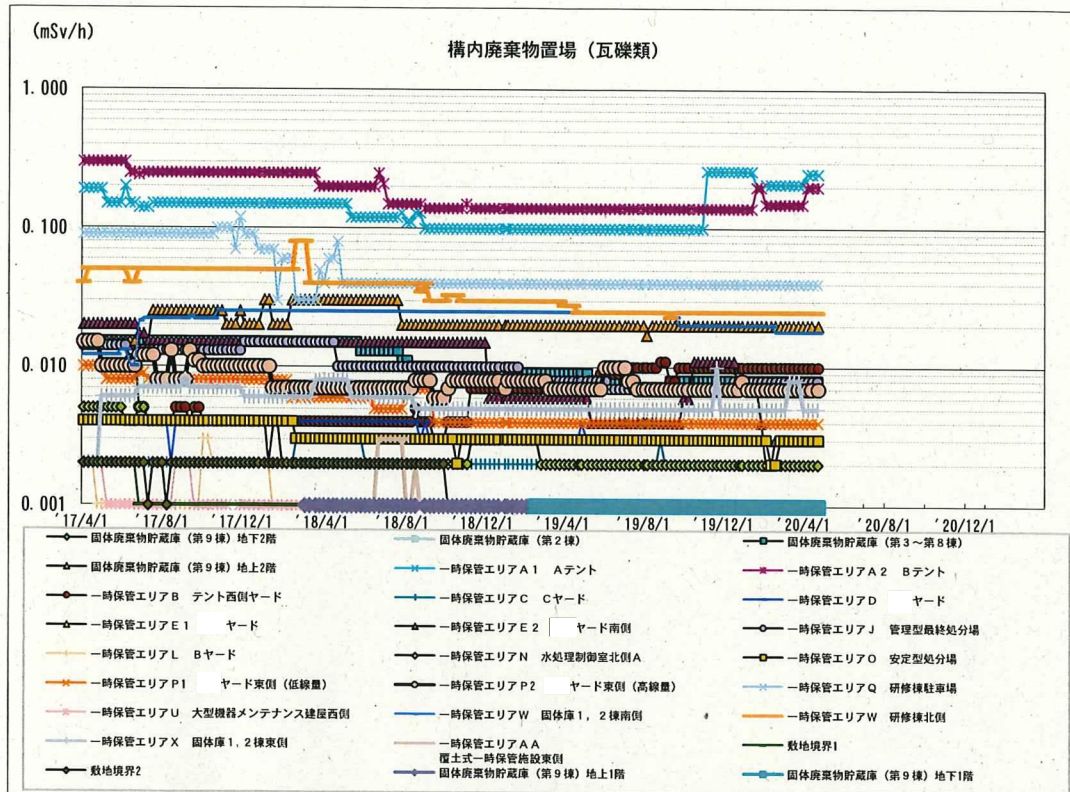 (mSv/h)
構内廃棄物置場 (瓦礫類)
1.000
0.100
0.010
0.001
'17/4/1 '17/8/1 '17/12/1 '18/4/1 '18/8/1 '18/12/1 '19/4/1 '19/8/1 '19/12/1 '20/4/1 '20/8/1 '20/12/1
固体廃棄物貯蔵庫 (第9棟) 地下2階
固体廃棄物貯蔵庫 (第2棟)
固体廃棄物貯蔵庫 (第3~第8棟)
固体廃棄物貯蔵庫 (第9棟) 地上2階
一時保管エリアA1 Aテント
一時保管エリアA2 Bテント
一時保管エリアB テント西側ヤード
一時保管エリアC Cヤード
一時保管エリアD ヤード
一時保管エリアE1 ヤード
一時保管エリアE2 ヤード南側
一時保管エリアJ 管理型最終処分場
一時保管エリアL Bヤード
一時保管エリアN 水処理制御室北側A
一時保管エリアO 安定型処分場
一時保管エリアP1 ヤード東側 (低線量)
一時保管エリアP2 ヤード東側 (高線量)
一時保管エリアQ 研修棟駐車場
一時保管エリアU 大型機器メンテナンス建屋西側
一時保管エリアW 固体庫1,2棟南側
一時保管エリアW 研修棟北側
一時保管エリアX 固体庫1,2棟東側
一時保管エリアAA
覆土式一時保管施設東側
敷地境界1
敷地境界2
固体廃棄物貯蔵庫 (第9棟) 地上1階
固体廃棄物貯蔵庫 (第9棟) 地下1階